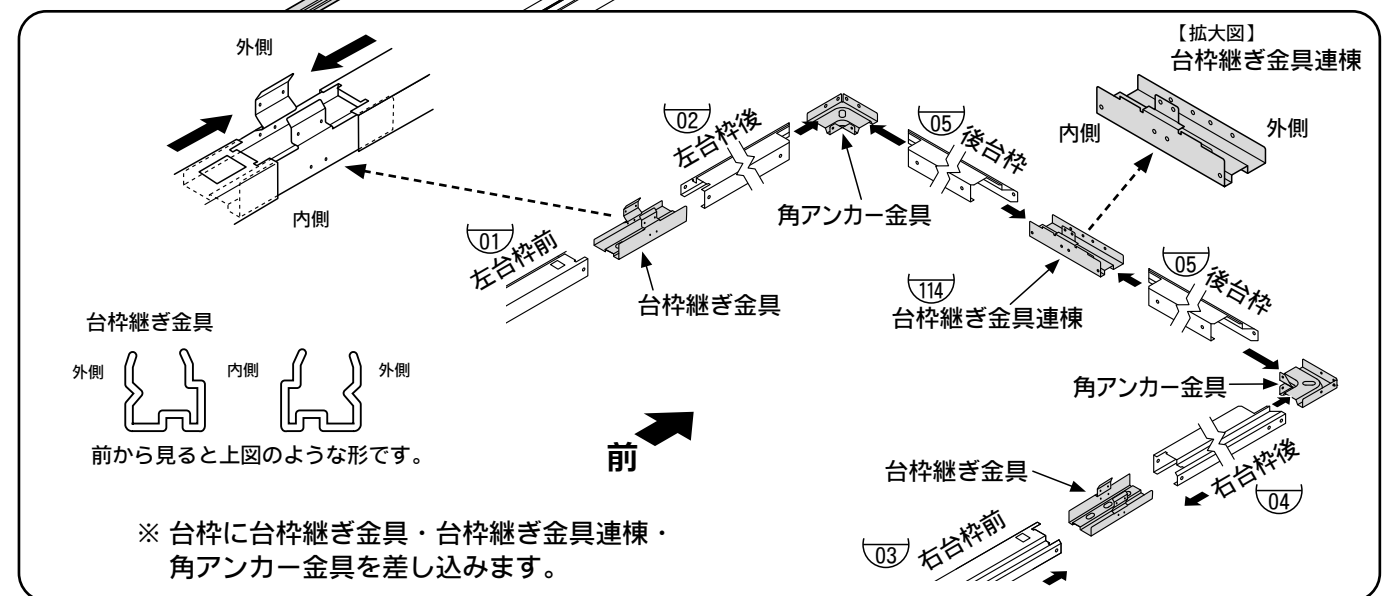 外側
内側
【拡大図】
台枠継ぎ金具連棟
内側
外側
02
左台枠後
角アンカー金具
05
後台枠
01
左台枠前
台枠継ぎ金具
114
台枠継ぎ金具連棟
05
後台枠
角アンカー金具
台枠継ぎ金具
外側
内側
外側
前から見ると上図のような形です。
前
台枠継ぎ金具
右台枠後
04
03
右台枠前
※ 台枠に台枠継ぎ金具・台枠継ぎ金具連棟・
角アンカー金具を差し込みます。